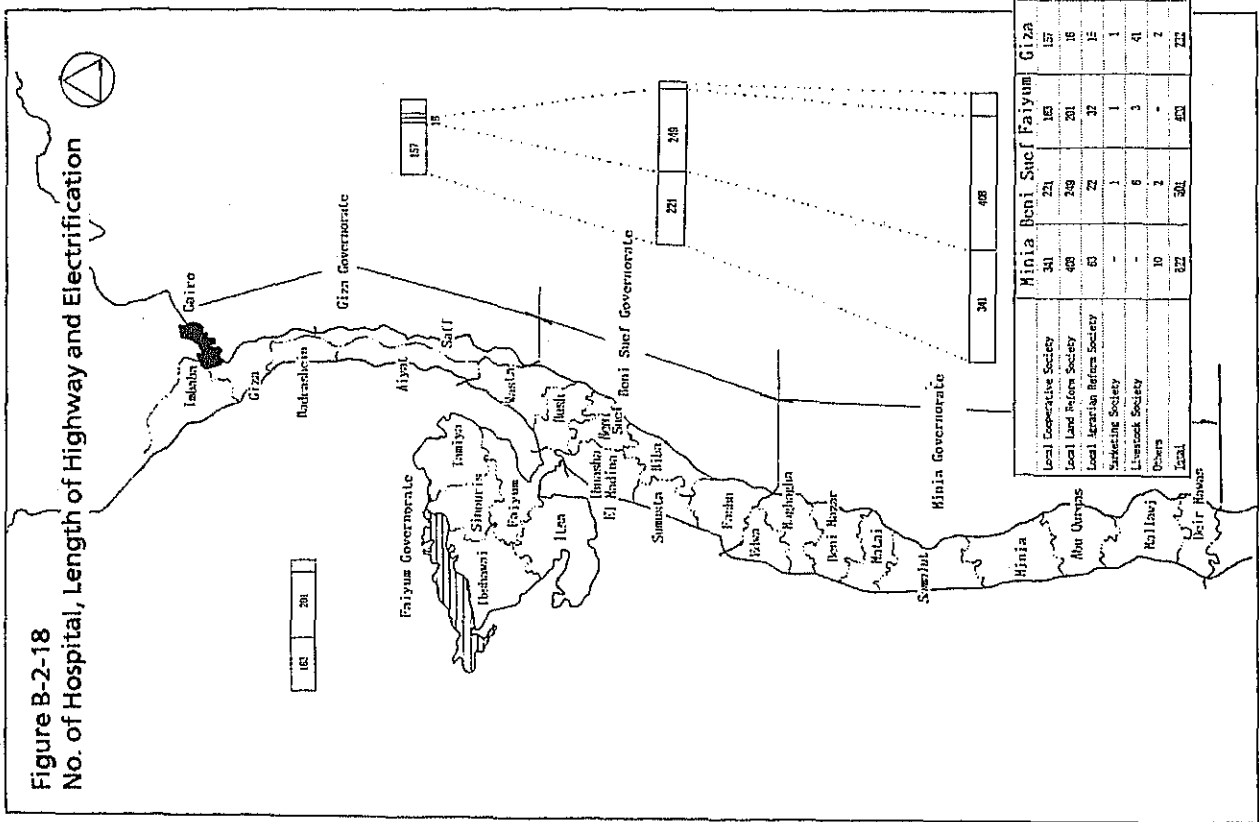 Figure B-2-18
No. of Hospital, Length of Highway and Electrification
Cairo
Imbaba
Giza
Badrashein
Aiyat
Saff
Giza Governorate
Faiyum Governorate
Tamiya
Sinouris
Ibshawai
Faiyum
Itsa
Wasta
Beni Suef
Ehnasha
El Madina
Biba
Sumusta
Fashn
Beni Suef Governorate
Maghagha
Beni Mazar
Matai
Samalut
Minia
Abu Qurqas
Mallawi
Deir Mawas
Minia Governorate
163 201
157 18
221 249
341 408
Minia Beni Suef Faiyum Giza
Local Cooperative Society 341 221 163 157
Local Land Reform Society 408 249 201 16
Local Agrarian Reform Society 63 22 32 15
Marketing Society - 1 1 1
Livestock Society - 6 3 41
Others 10 2 - 2
Total 822 501 400